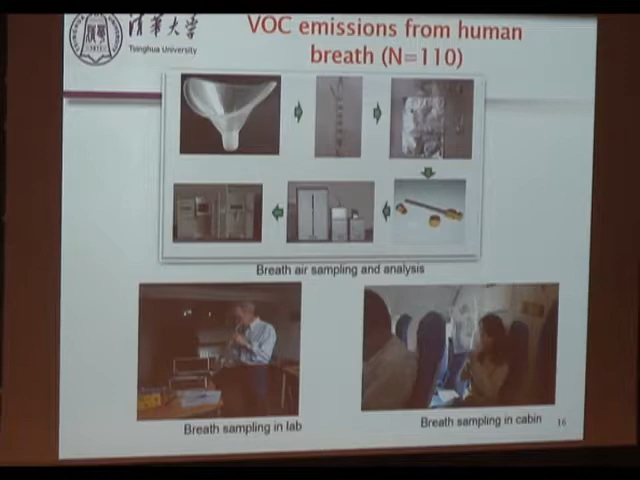 清华大学
Tsinghua University
VOC emissions from human
breath (N=110)
Breath air sampling and analysis
Breath sampling in lab
Breath sampling in cabin
16